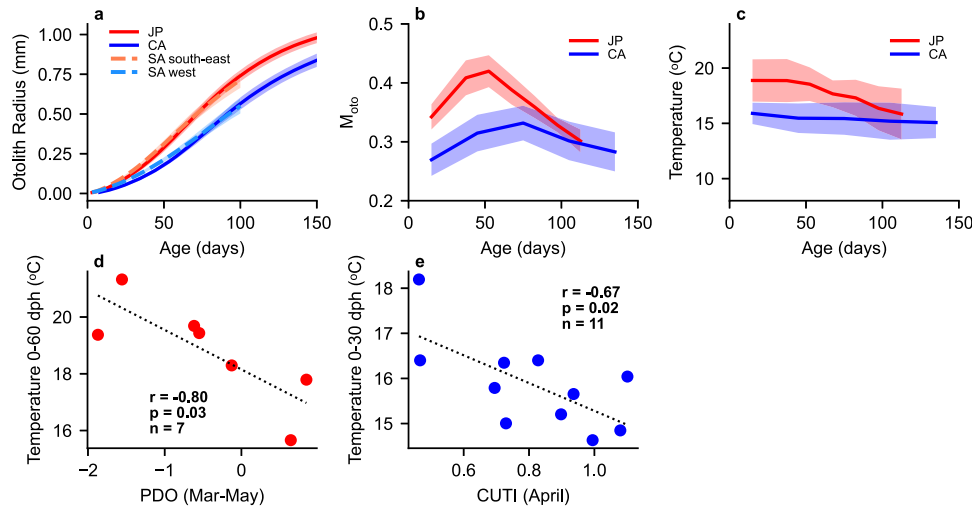 a
JP
CA
SA south-east
SA west
1.00
0.75
0.50
0.25
0.00
0
50
100
150
Otolith Radius (mm)
Age (days)
b
JP
CA
0.4
0.3
0.2
0
50
100
150
Moto
Age (days)
c
JP
CA
20
15
10
0
50
100
150
Temperature (ºC)
Age (days)
d
20
18
16
−2
−1
0
r = -0.80
p = 0.03
n = 7
Temperature 0-60 dph (ºC)
PDO (Mar-May)
e
18
17
16
15
0.6
0.8
1.0
r = -0.67
p = 0.02
n = 11
Temperature 0-30 dph (ºC)
CUTI (April)